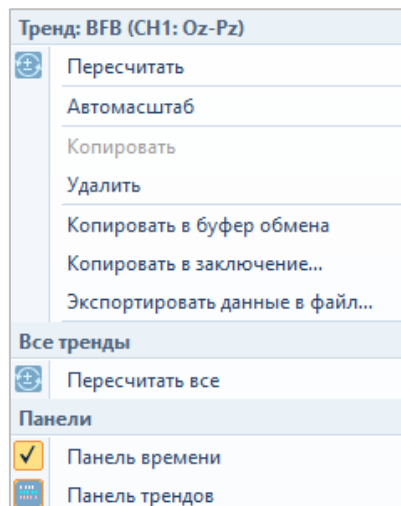 Тренд: BFB (CH1: Oz-Pz)
Пересчитать
Автомасштаб
Копировать
Удалить
Копировать в буфер обмена
Копировать в заключение...
Экспортировать данные в файл...
Все тренды
Пересчитать все
Панели
Панель времени
Панель трендов